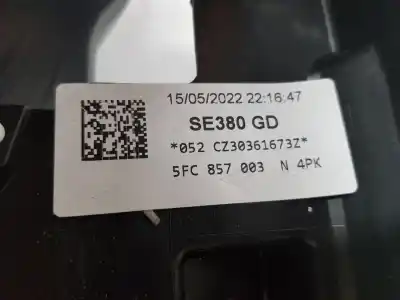 15/05/2022 22:16:47
SE380 GD
*052 CZ30361673Z*
5FC 857 003 N 4PK